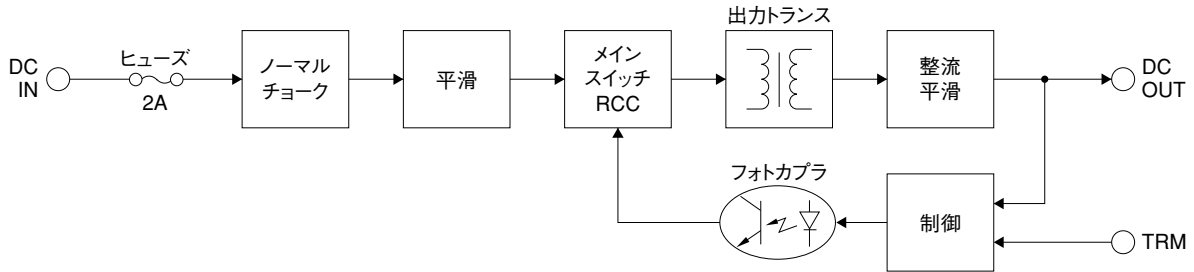 DC
IN
ヒューズ
2A
ノーマル
チョーク
平滑
メイン
スイッチ
RCC
出力トランス
整流
平滑
DC
OUT
フォトカプラ
制御
TRM